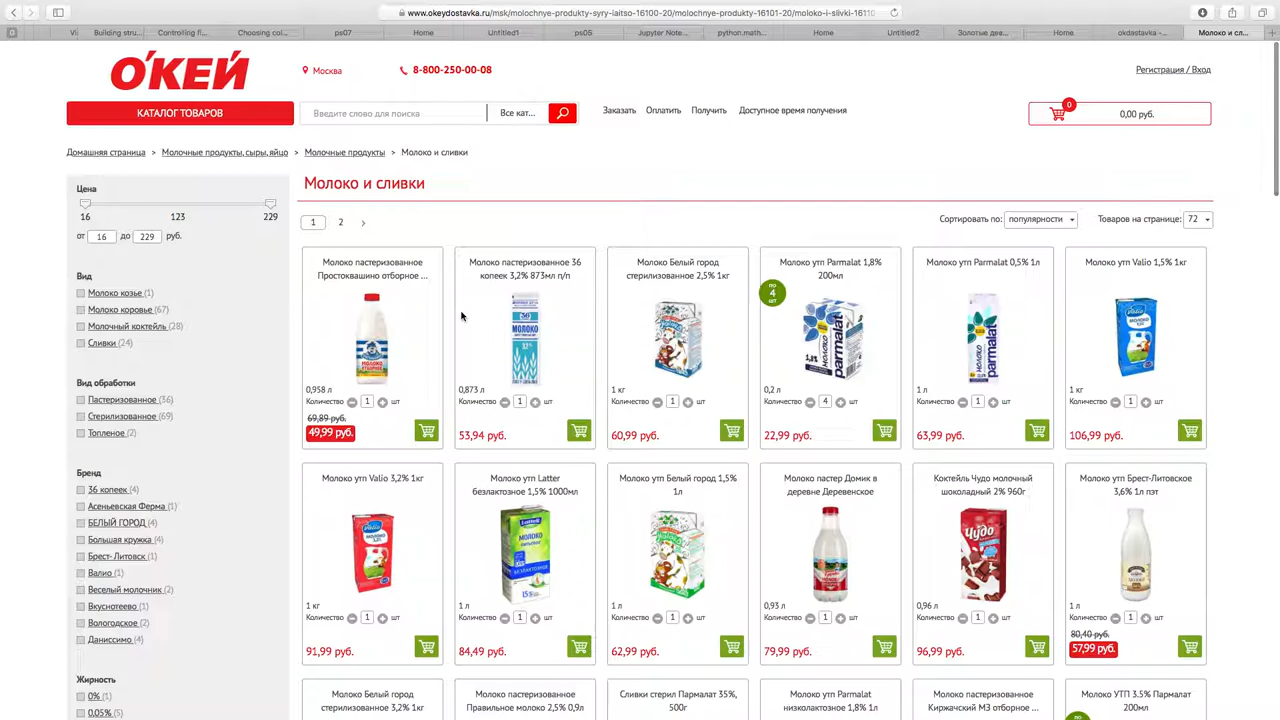 www.okeydostavka.ru/msk/molochnye-produkty-syry-iaitso-16100-20/molochnye-produkty-16101-20/moloko-i-slivki-16110
Building stru...
Controlling fi...
Choosing col...
ps07
Home
Untitled1
ps05
Jupyter Note...
python.math...
Home
Untitled2
Золотые дев...
Home
okdastavka -...
Молоко и сл...
О'КЕЙ
Москва
8-800-250-00-08
Регистрация / Вход
КАТАЛОГ ТОВАРОВ
Введите слово для поиска
Все кат...
Заказать
Оплатить
Получить
Доступное время получения
0
0,00 руб.
Домашняя страница > Молочные продукты, сыры, яйцо > Молочные продукты > Молоко и сливки
Цена
16 123 229
от 16 до 229 руб.
Вид
Молоко козье (1)
Молоко коровье (67)
Молочный коктейль (28)
Сливки (24)
Вид обработки
Пастеризованное (36)
Стерилизованное (69)
Топленое (2)
Бренд
36 копеек (4)
Асеньевская Ферма (1)
БЕЛЫЙ ГОРОД (4)
Большая кружка (4)
Брест-Литовск (1)
Валио (1)
Веселый молочник (2)
Вкуснотеево (1)
Вологодское (2)
Даниссимо (4)
Жирность
0% (1)
0.05% (5)
Молоко и сливки
1 2 >
Сортировать по: популярности
Товаров на странице: 72
Молоко пастеризованное
Простоквашино отборное ...
0,958 л
Количество 1 шт
69,89 руб.
49,99 руб.
Молоко пастеризованное 36
копеек 3,2% 873мл п/п
0,873 л
Количество 1 шт
53,94 руб.
Молоко Белый город
стерилизованное 2,5% 1кг
1 кг
Количество 1 шт
60,99 руб.
Молоко утп Parmalat 1,8%
200мл
по
4
шт
0,2 л
Количество 4 шт
22,99 руб.
Молоко утп Parmalat 0,5% 1л
1 л
Количество 1 шт
63,99 руб.
Молоко утп Valio 1,5% 1кг
1 кг
Количество 1 шт
106,99 руб.
Молоко утп Valio 3,2% 1кг
1 кг
Количество 1 шт
91,99 руб.
Молоко утп Latter
безлактозное 1,5% 1000мл
1 л
Количество 1 шт
84,49 руб.
Молоко утп Белый город 1,5%
1л
1 л
Количество 1 шт
62,99 руб.
Молоко пастер Домик в
деревне Деревенское
0,93 л
Количество 1 шт
79,99 руб.
Коктейль Чудо молочный
шоколадный 2% 960г
Чудо
0,96 л
Количество 1 шт
96,99 руб.
Молоко утп Брест-Литовское
3,6% 1л пэт
1 л
Количество 1 шт
80,40 руб.
57,99 руб.
Молоко Белый город
стерилизованное 3,2% 1кг
Молоко пастеризованное
Правильное молоко 2,5% 0,9л
Сливки стерил Пармалат 35%,
500г
Молоко утп Parmalat
низколактозное 1,8% 1л
Молоко пастеризованное
Киржачский МЗ отборное ...
Молоко УТП 3.5% Пармалат
200мл